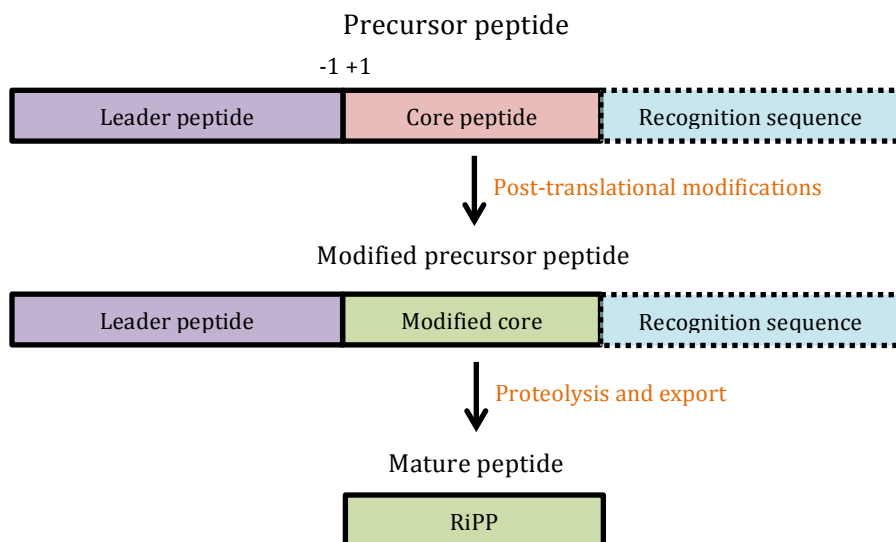 Precursor peptide
-1 +1
Leader peptide Core peptide Recognition sequence
Post-translational modifications
Modified precursor peptide
Leader peptide Modified core Recognition sequence
Proteolysis and export
Mature peptide
RiPP